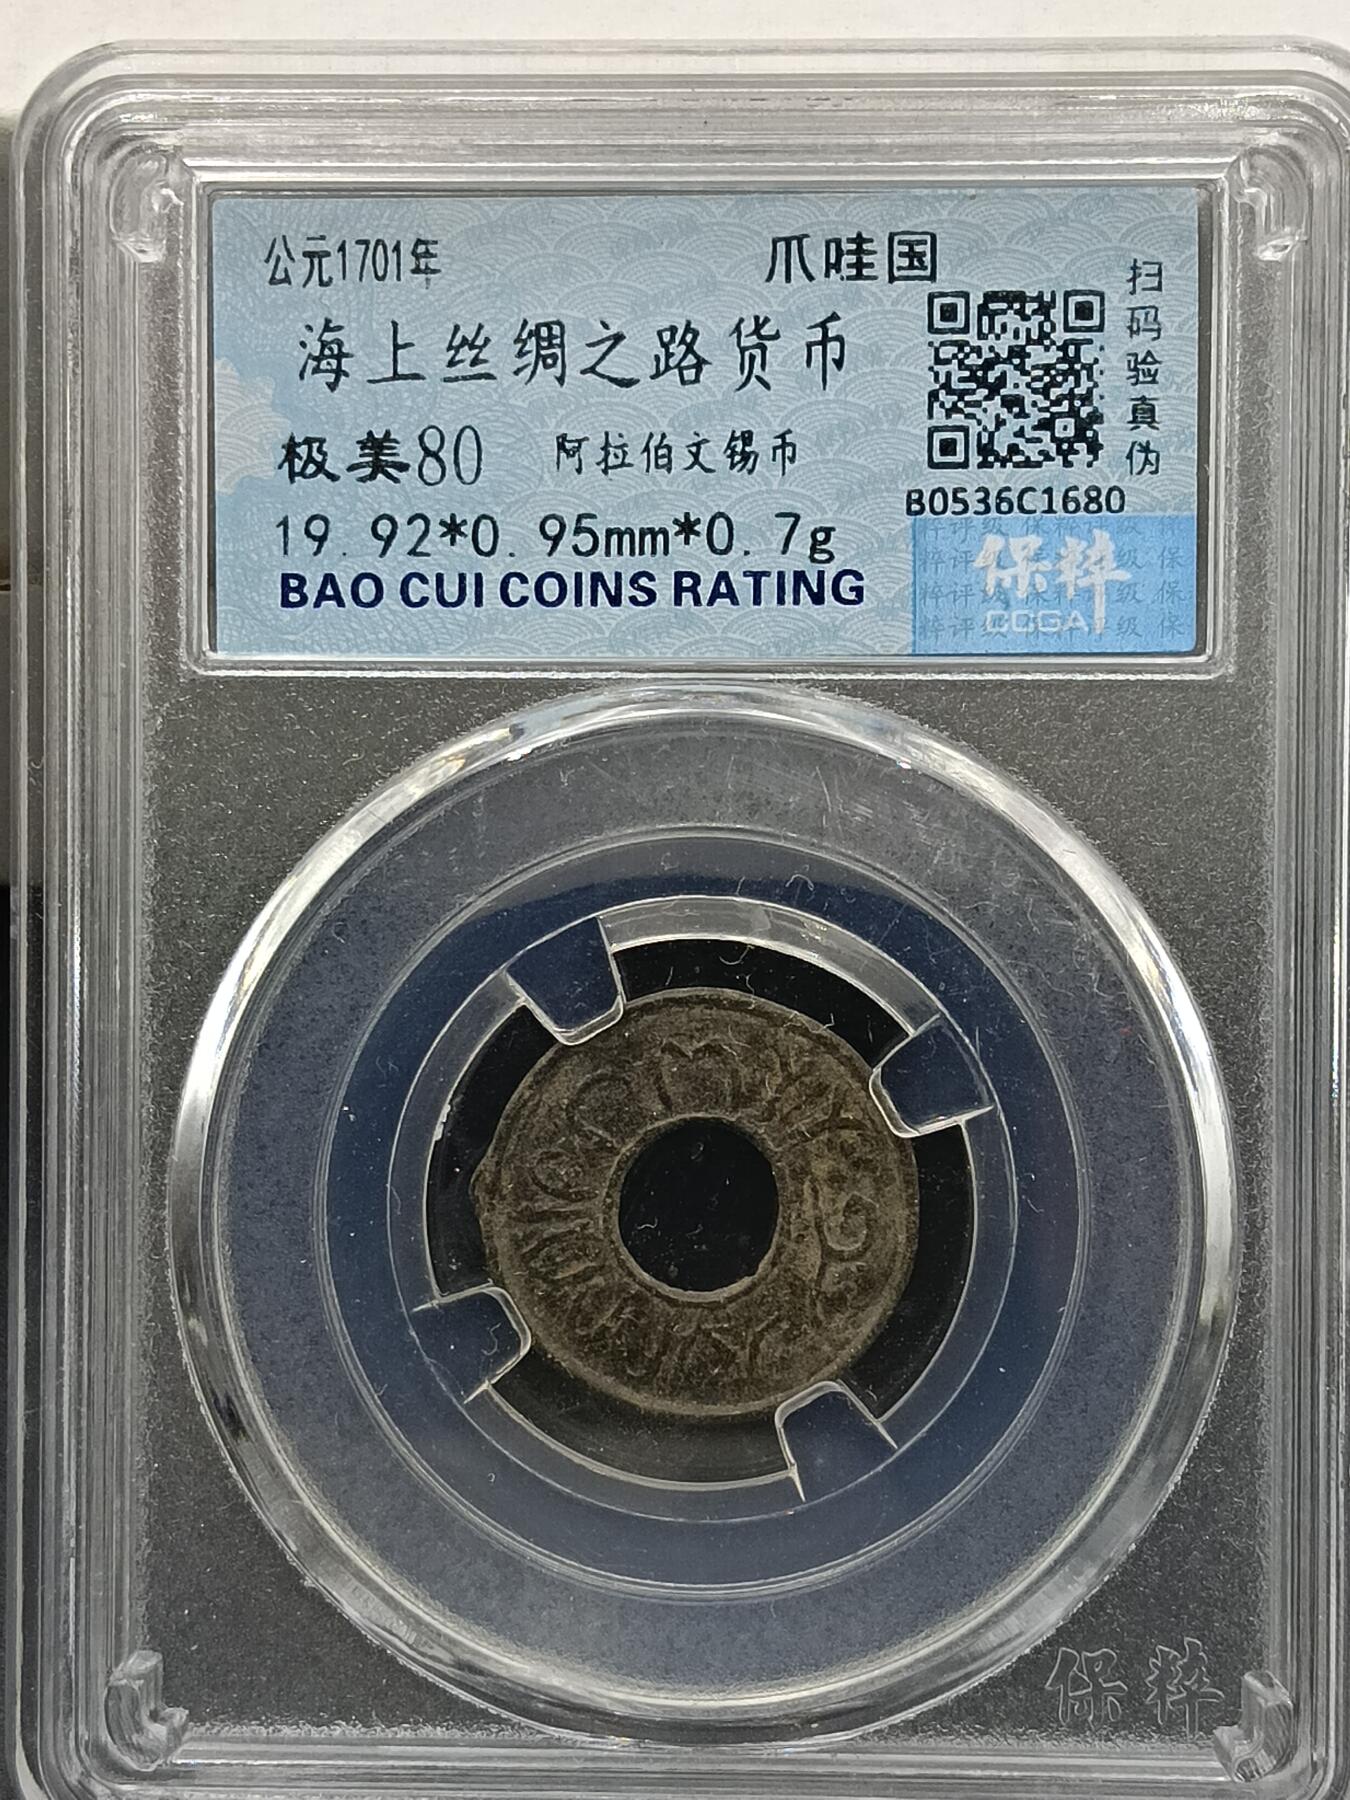 公元1701年 爪哇国
海上丝绸之路货币
极美80 阿拉伯文锡币
19.92*0.95mm*0.7g
BAO CUI COINS RATING
扫码验真伪
B0536C1680
保粹
CCGA
保粹